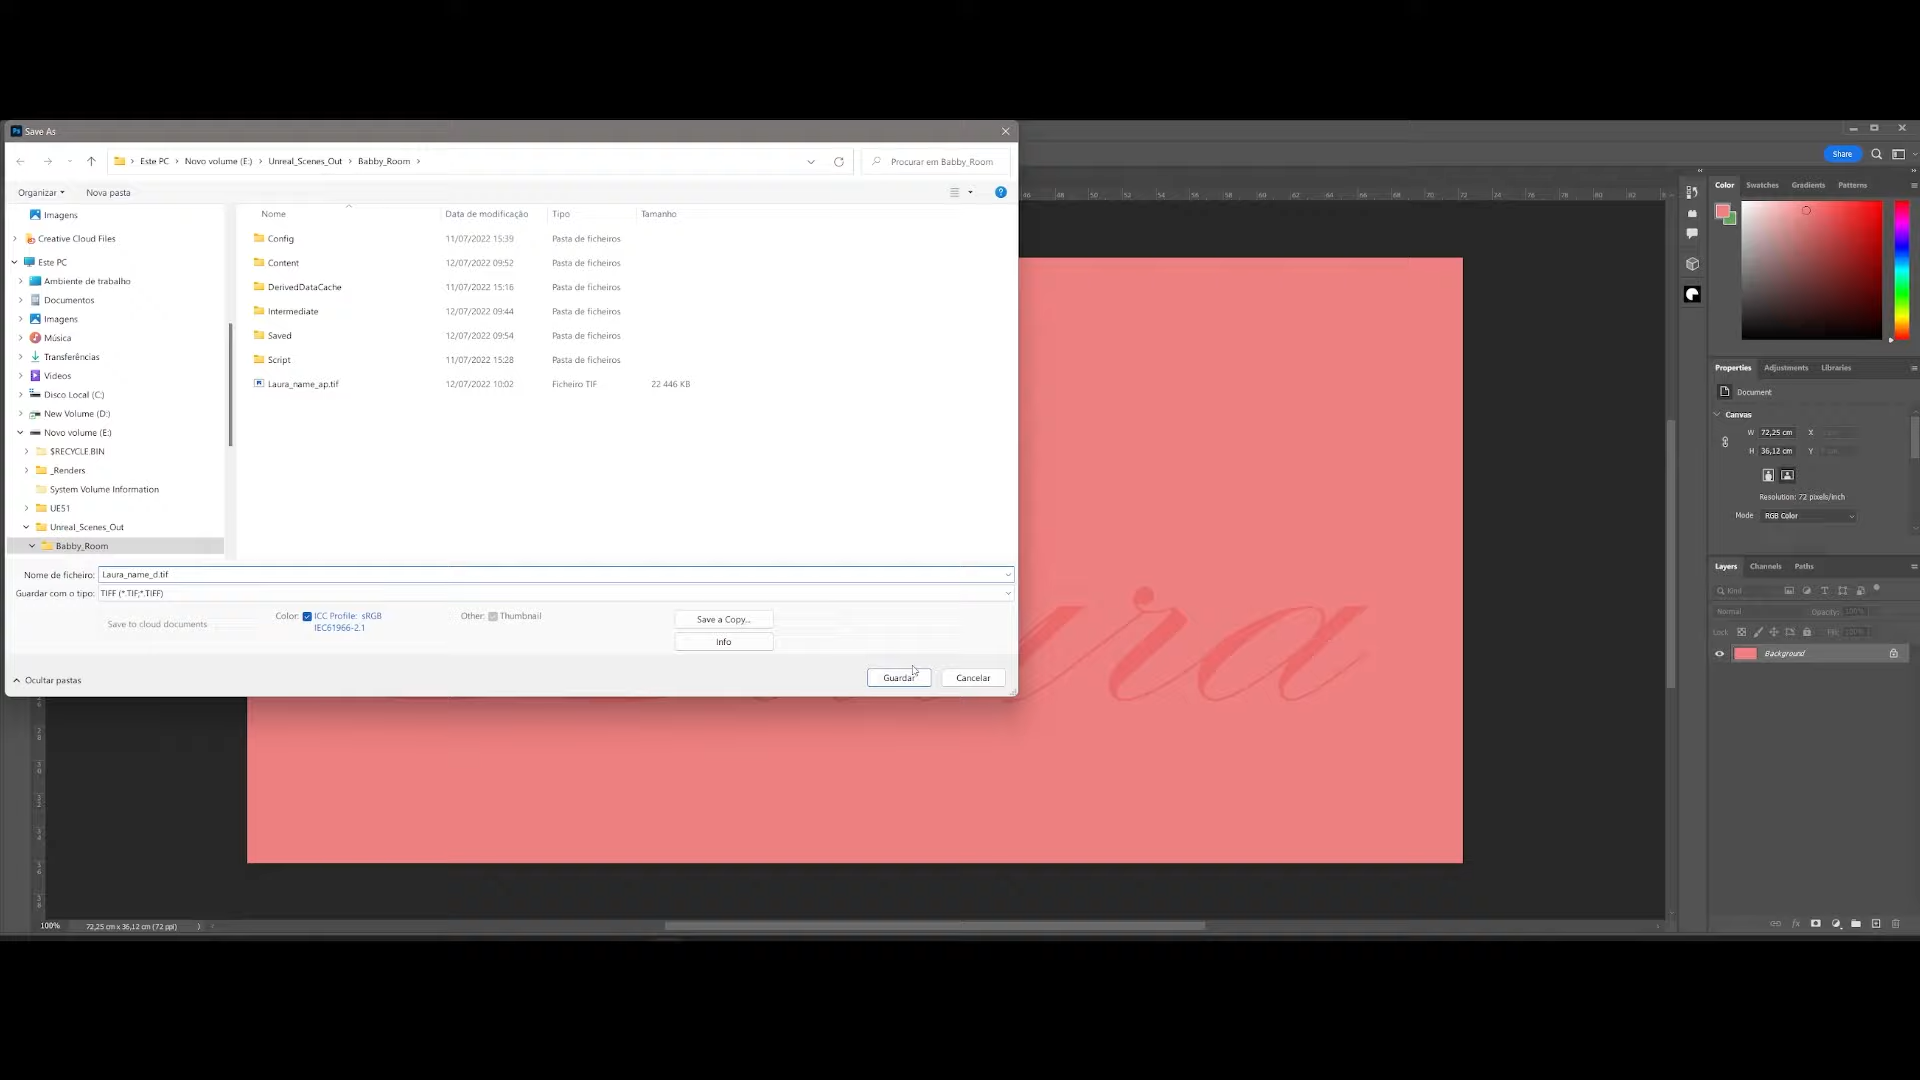 Save As
Share
Este PC
Novo volume (E:)
Unreal_Scenes_Out
Babby_Room
Procurar em Babby_Room
Organizar
Nova pasta
Color
Swatches
Gradients
Patterns
Imagens
Creative Cloud Files
Este PC
Ambiente de trabalho
Documentos
Imagens
Música
Transferências
Vídeos
Disco Local (C:)
New Volume (D:)
Novo volume (E:)
$RECYCLE.BIN
_Renders
System Volume Information
UE51
Unreal_Scenes_Out
Babby_Room
Nome Data de modificação Tipo Tamanho
Config 11/07/2022 15:39 Pasta de ficheiros
Content 12/07/2022 09:52 Pasta de ficheiros
DerivedDataCache 11/07/2022 15:16 Pasta de ficheiros
Intermediate 12/07/2022 09:44 Pasta de ficheiros
Saved 12/07/2022 09:54 Pasta de ficheiros
Script 11/07/2022 15:28 Pasta de ficheiros
Laura_name_ap.tif 12/07/2022 10:02 Ficheiro TIF 22 446 KB
Nome de ficheiro: Laura_name_d.tif
Guardar com o tipo: TIFF (*.TIF;*.TIFF)
Save to cloud documents
Color: ICC Profile: sRGB
IEC61966-2.1
Other: Thumbnail
Save a Copy...
Info
Ocultar pastas
Guardar
Cancelar
Properties
Adjustments
Libraries
Document
Canvas
W 72,25 cm X
H 36,12 cm Y
Resolution: 72 pixels/inch
Mode RGB Color
Layers
Channels
Paths
Kind
Normal
Opacity: 100%
Lock:
Fill: 100%
Background
100%
72,25 cm x 36,12 cm (72 ppi)